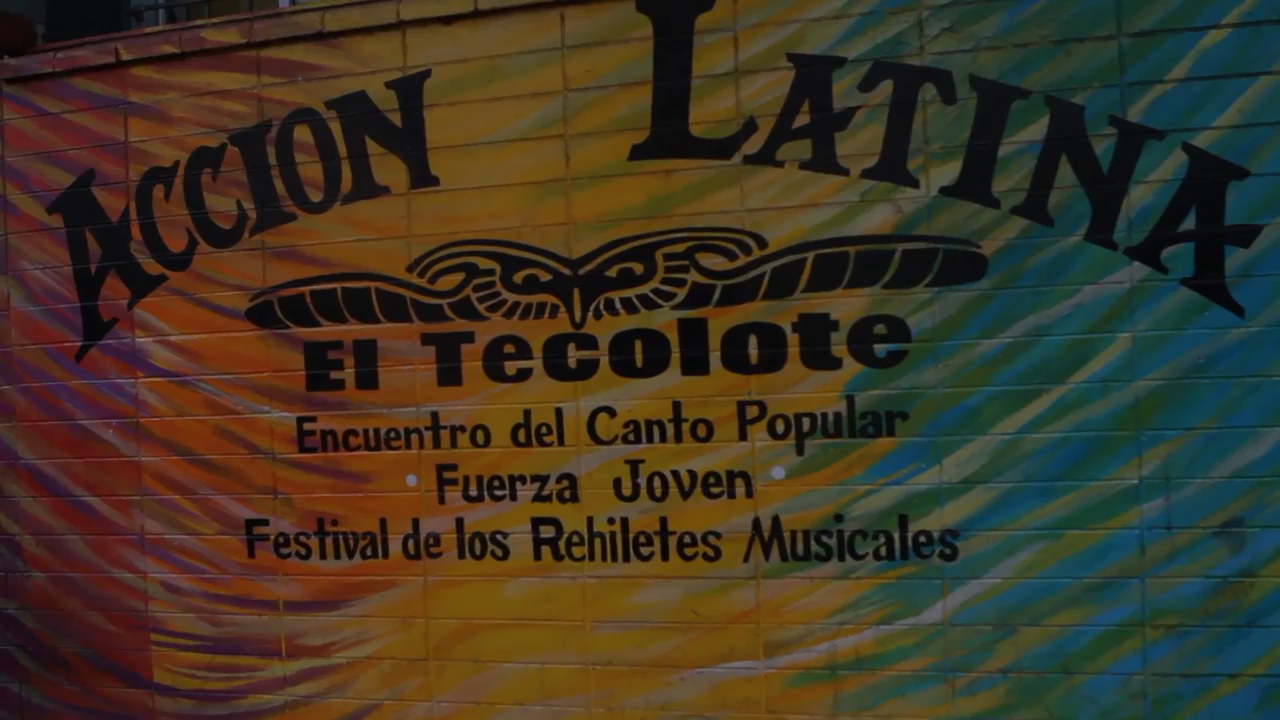 ACCION LATINA
El Tecolote
Encuentro del Canto Popular
• Fuerza Joven •
Festival de los Rehiletes Musicales